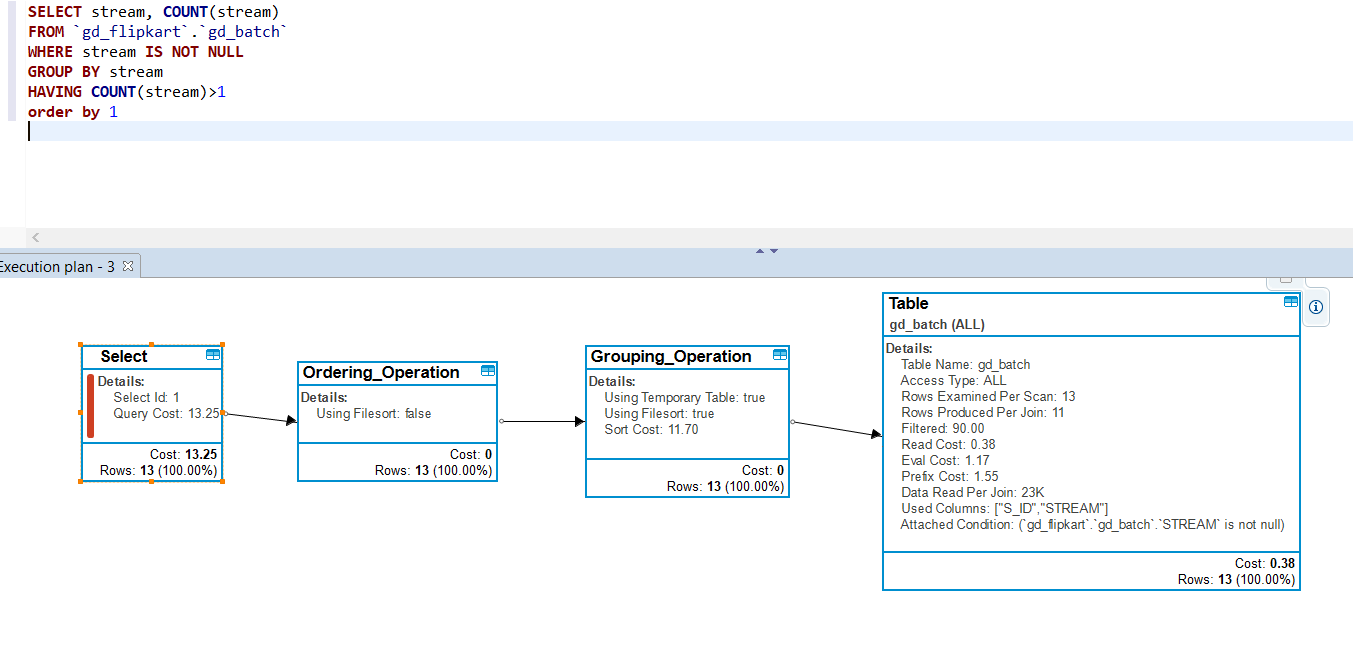 SELECT stream, COUNT(stream)
FROM `gd_flipkart`.`gd_batch`
WHERE stream IS NOT NULL
GROUP BY stream
HAVING COUNT(stream)>1
order by 1
Execution plan - 3
Select
Details:
Select Id: 1
Query Cost: 13.25
Cost: 13.25
Rows: 13 (100.00%)
Ordering_Operation
Details:
Using Filesort: false
Cost: 0
Rows: 13 (100.00%)
Grouping_Operation
Details:
Using Temporary Table: true
Using Filesort: true
Sort Cost: 11.70
Cost: 0
Rows: 13 (100.00%)
Table
gd_batch (ALL)
Details:
Table Name: gd_batch
Access Type: ALL
Rows Examined Per Scan: 13
Rows Produced Per Join: 11
Filtered: 90.00
Read Cost: 0.38
Eval Cost: 1.17
Prefix Cost: 1.55
Data Read Per Join: 23K
Used Columns: ["S_ID","STREAM"]
Attached Condition: (`gd_flipkart`.`gd_batch`.`STREAM` is not null)
Cost: 0.38
Rows: 13 (100.00%)